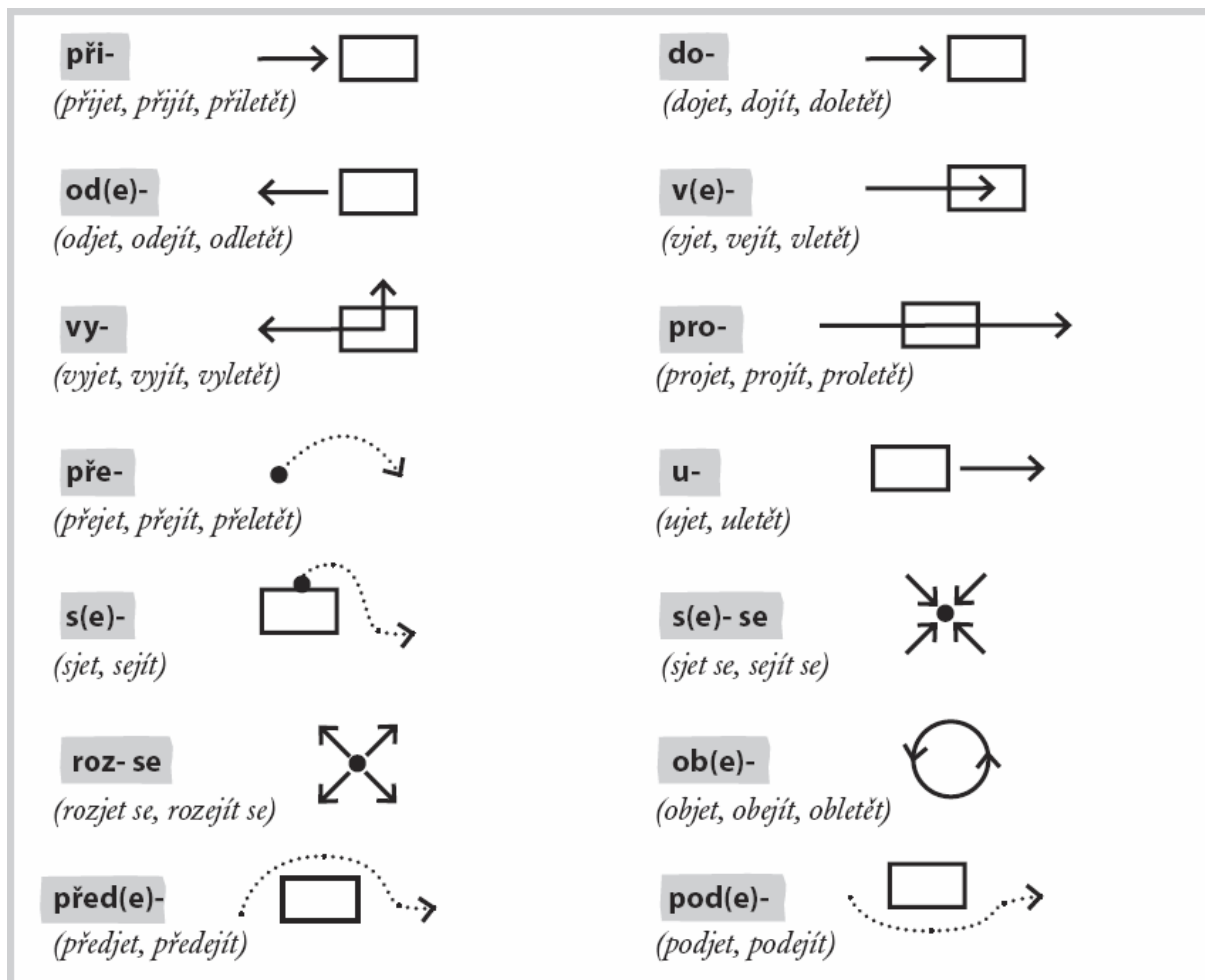 při-
(přijet, přijít, přiletět)
do-
(dojet, dojít, doletět)
od(e)-
(odjet, odejít, odletět)
v(e)-
(vjet, vejít, vletět)
vy-
(vyjet, vyjít, vyletět)
pro-
(projet, projít, proletět)
pře-
(přejet, přejít, přeletět)
u-
(ujet, uletět)
s(e)-
(sjet, sejít)
s(e)- se
(sjet se, sejít se)
roz- se
(rozjet se, rozejít se)
ob(e)-
(objet, obejít, obletět)
před(e)-
(předjet, předejít)
pod(e)-
(podjet, podejít)